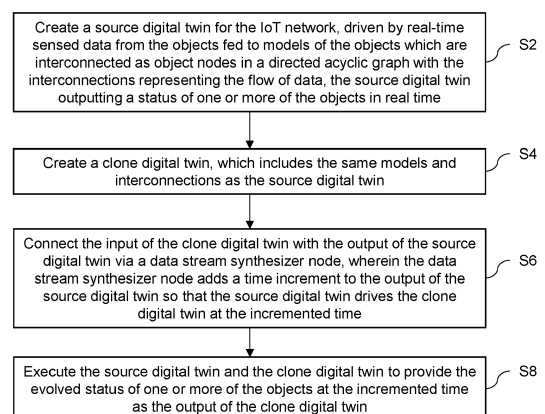 Create a source digital twin for the IoT network, driven by real-time
sensed data from the objects fed to models of the objects which are
interconnected as object nodes in a directed acyclic graph with the
interconnections representing the flow of data, the source digital twin
outputting a status of one or more of the objects in real time
S2
Create a clone digital twin, which includes the same models and
interconnections as the source digital twin
S4
Connect the input of the clone digital twin with the output of the source
digital twin via a data stream synthesizer node, wherein the data
stream synthesizer node adds a time increment to the output of the
source digital twin so that the source digital twin drives the clone
digital twin at the incremented time
S6
Execute the source digital twin and the clone digital twin to provide the
evolved status of one or more of the objects at the incremented time
as the output of the clone digital twin
S8